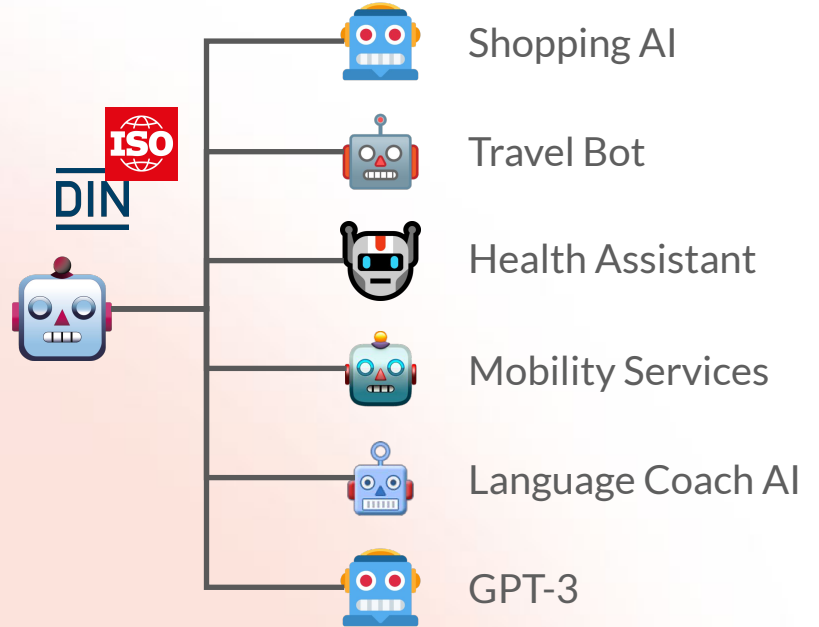 Shopping AI
ISO
Travel Bot
DIN
Health Assistant
Mobility Services
Language Coach AI
GPT-3